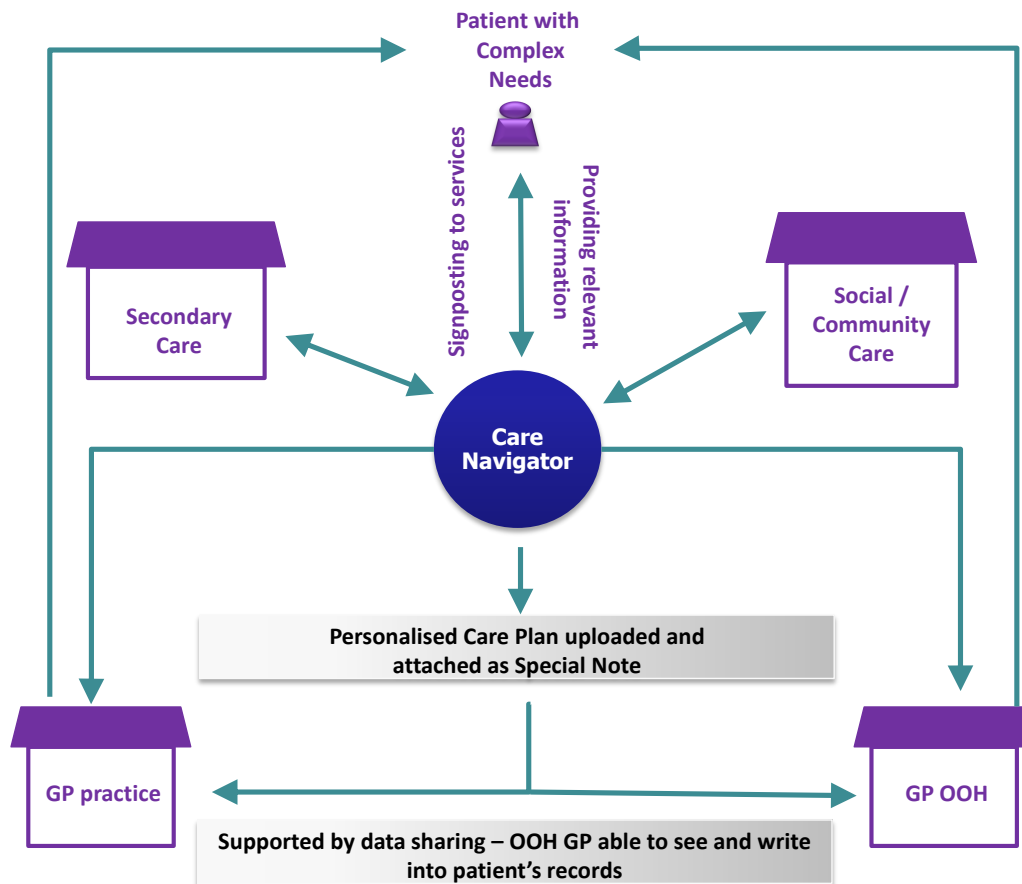 Patient with
Complex
Needs
Signposting to services
Providing relevant
information
Secondary
Care
Social /
Community
Care
Care
Navigator
Personalised Care Plan uploaded and
attached as Special Note
GP practice
GP OOH
Supported by data sharing – OOH GP able to see and write
into patient’s records